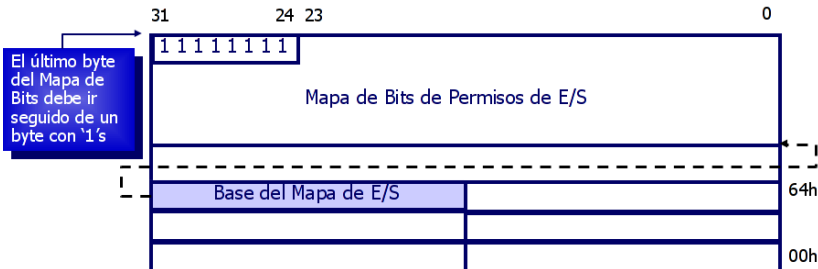 31 24 23 0
1 1 1 1 1 1 1 1
El último byte
del Mapa de
Bits debe ir
seguido de un
byte con ‘1’s
Mapa de Bits de Permisos de E/S
Base del Mapa de E/S
64h
00h